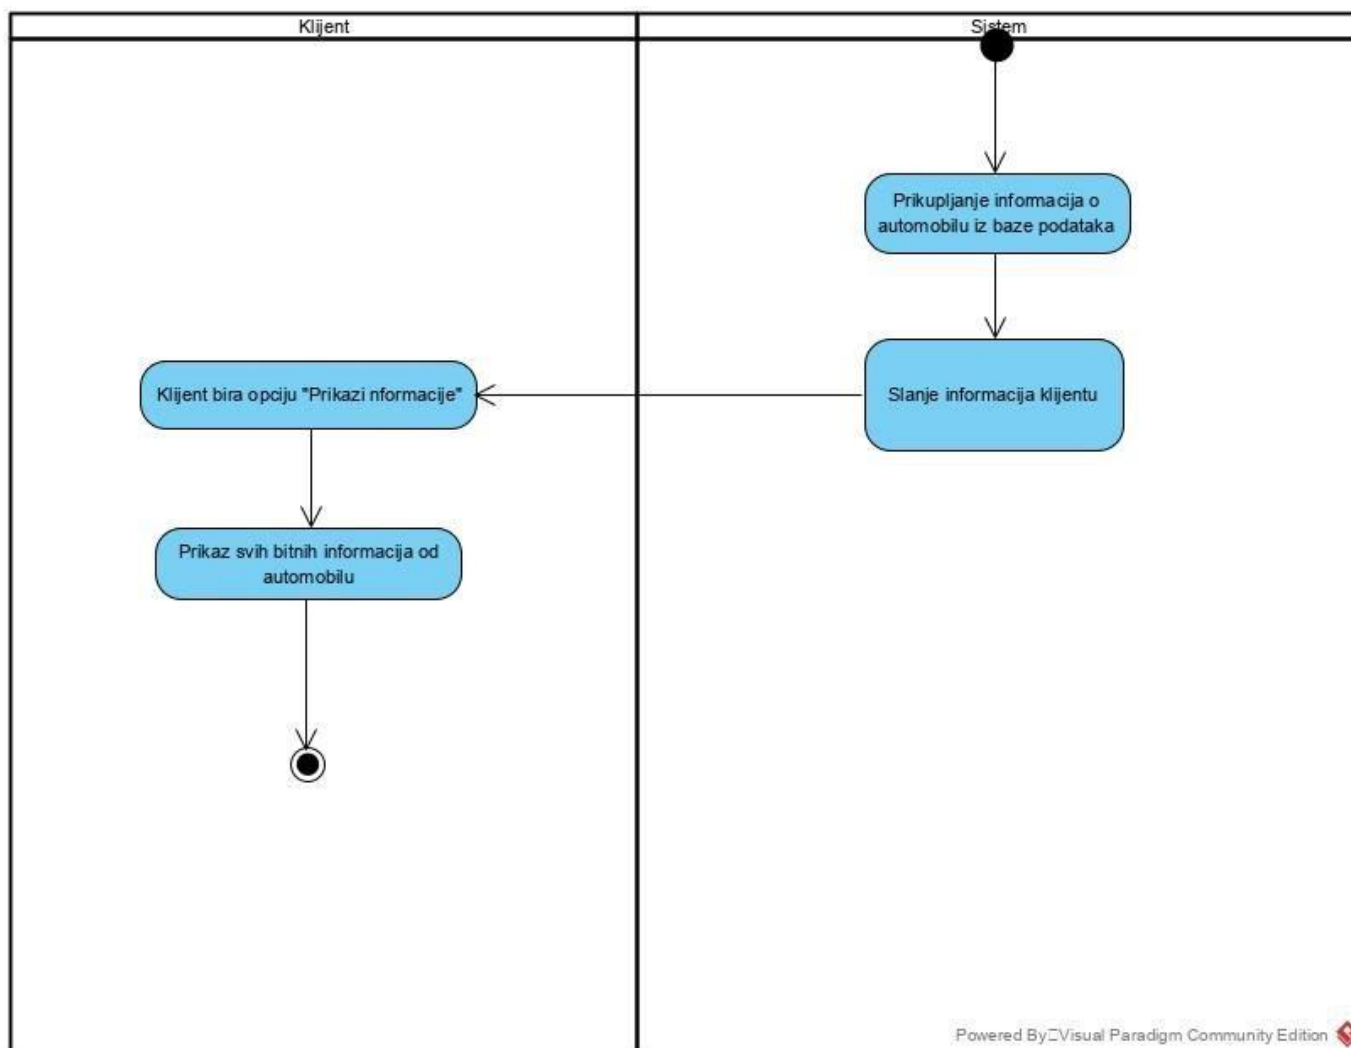 Klijent
Sistem
Prikupljanje informacija o
automobilu iz baze podataka
Slanje informacija klijentu
Klijent bira opciju "Prikazi nformacije"
Prikaz svih bitnih informacija od
automobilu
Powered By Visual Paradigm Community Edition